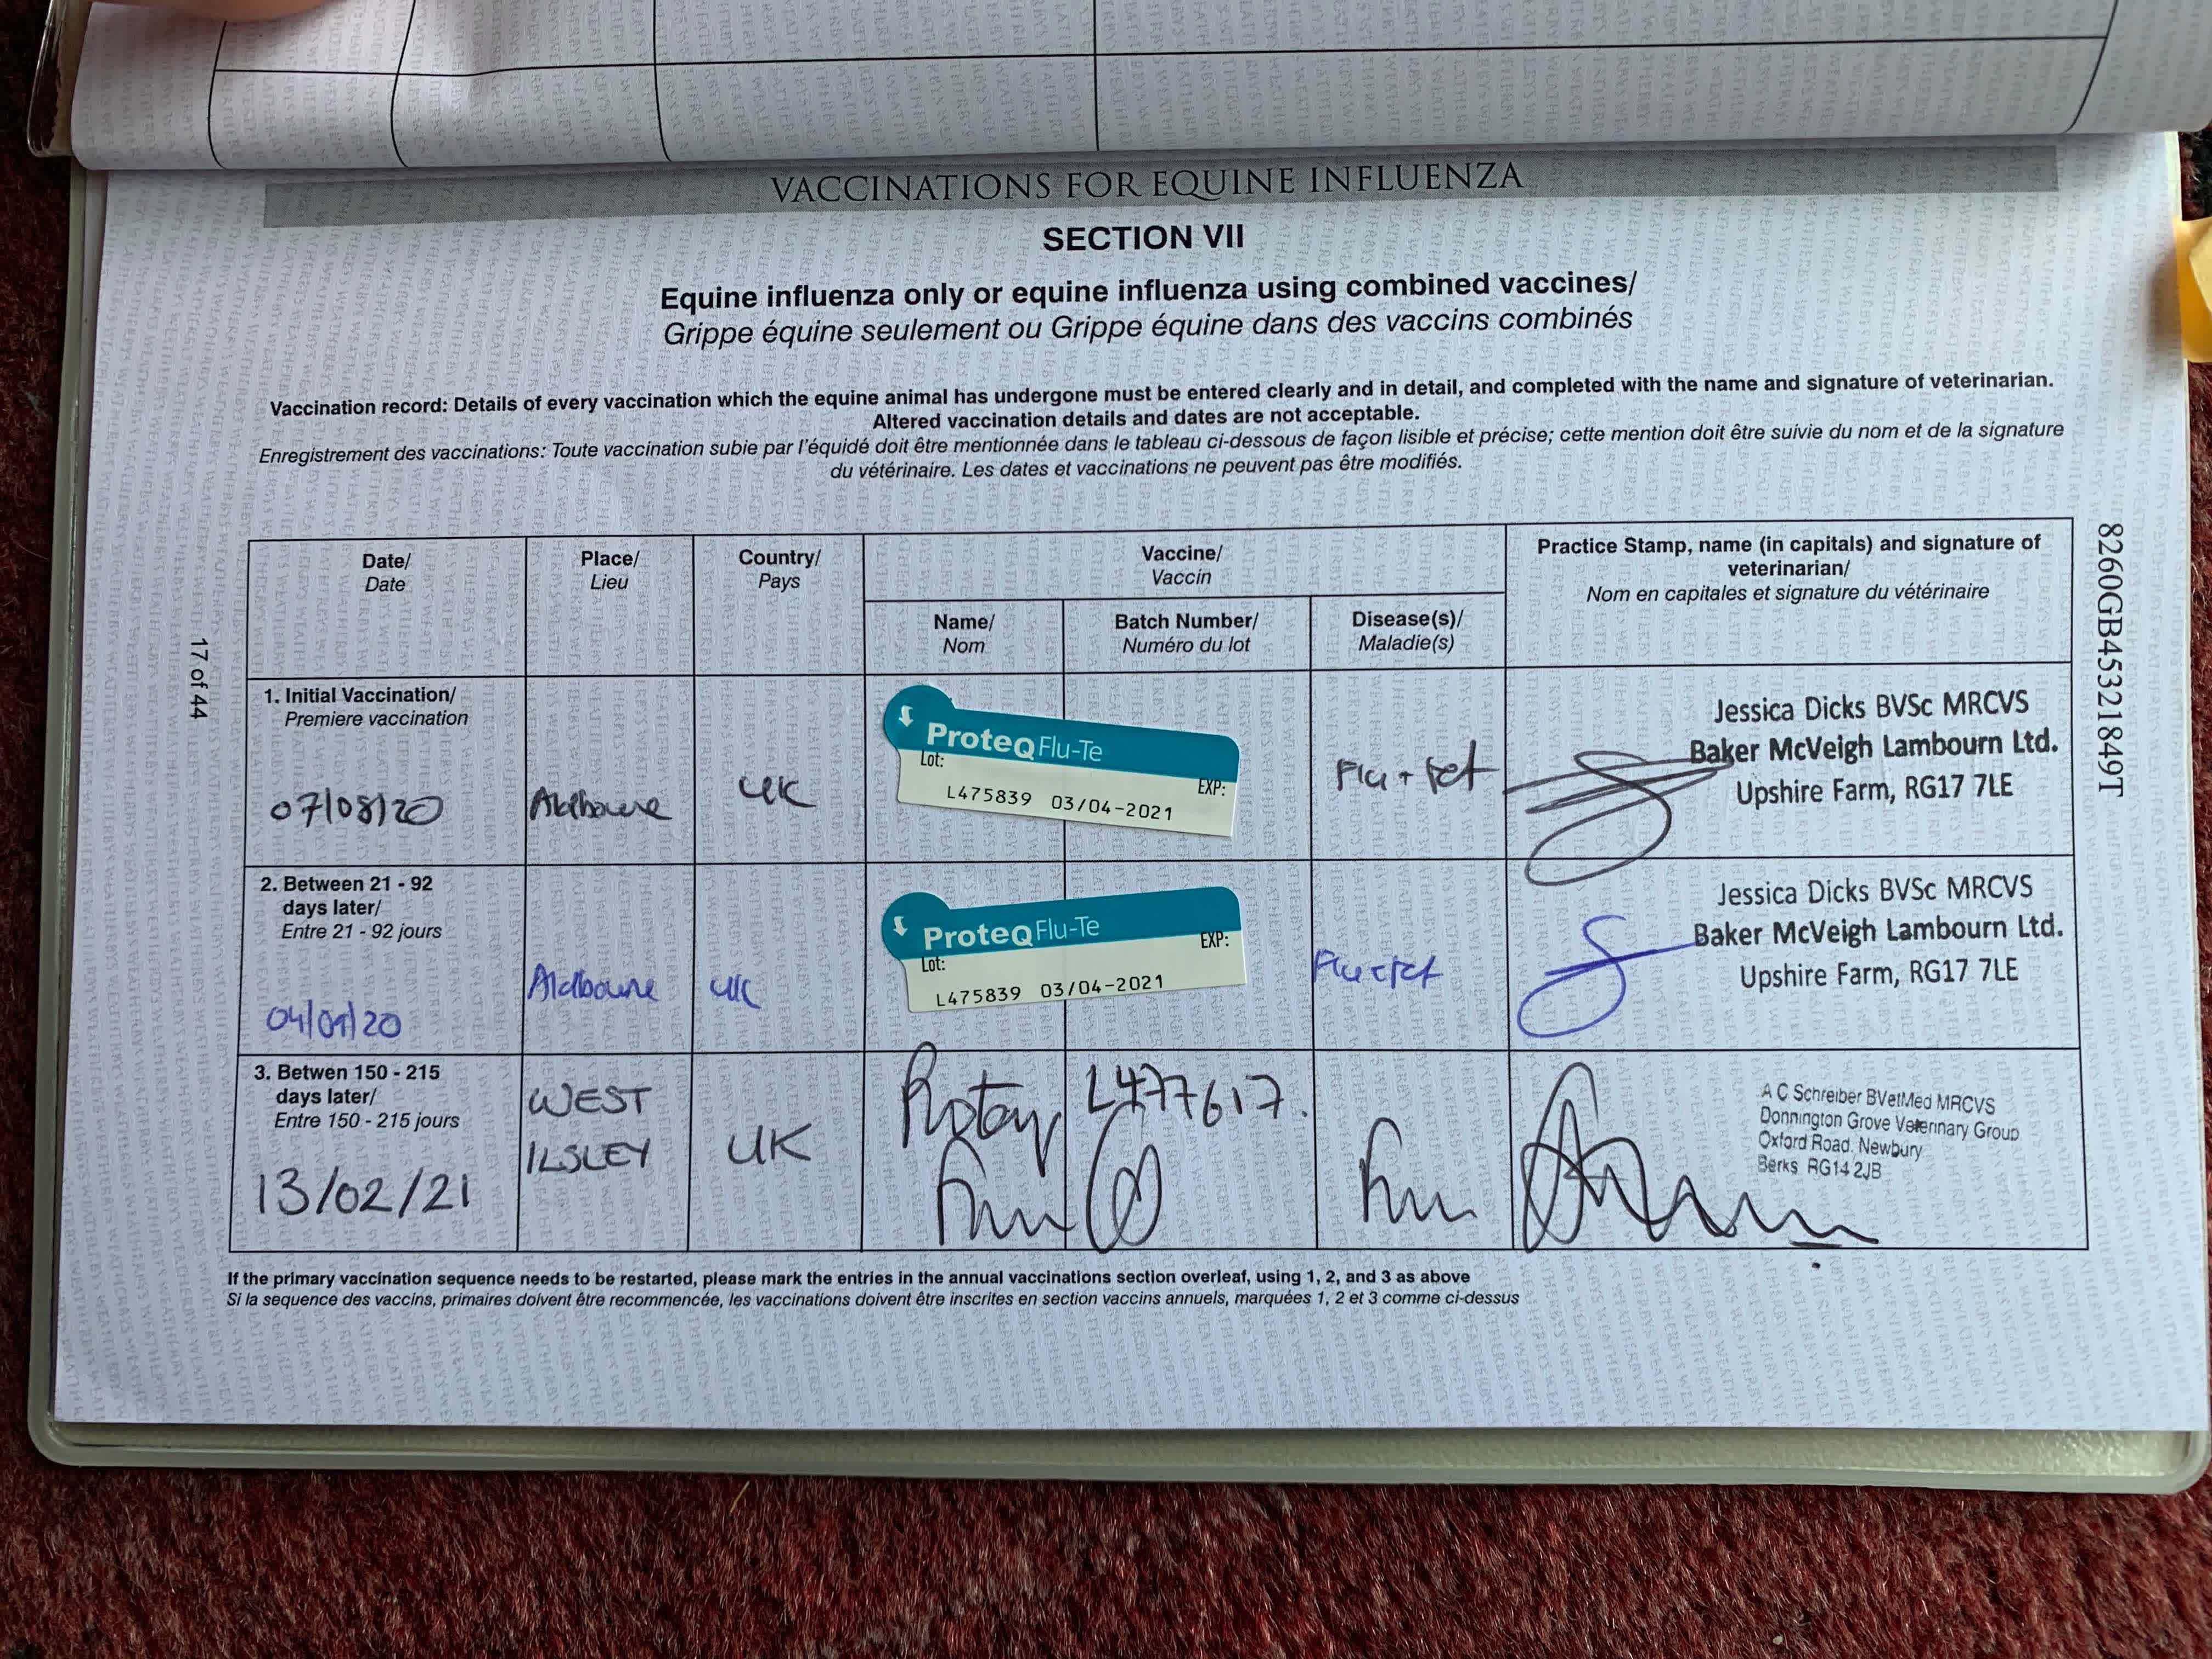 VACCINATIONS FOR EQUINE INFLUENZA
SECTION VII
Equine influenza only or equine influenza using combined vaccines/
Grippe équine seulement ou Grippe équine dans des vaccins combinés
Vaccination record: Details of every vaccination which the equine animal has undergone must be entered clearly and in detail, and completed with the name and signature of veterinarian.
Altered vaccination details and dates are not acceptable.
Enregistrement des vaccinations: Toute vaccination subie par l'équidé doit être mentionnée dans le tableau ci-dessous de façon lisible et précise; cette mention doit être suivie du nom et de la signature
du vétérinaire. Les dates et vaccinations ne peuvent pas être modifiés.
Date/
Date
Place/
Lieu
Country/
Pays
Vaccine/
Vaccin
Name/
Nom
Batch Number/
Numéro du lot
Disease(s)/
Maladie(s)
Practice Stamp, name (in capitals) and signature of
veterinarian/
Nom en capitales et signature du vétérinaire
1. Initial Vaccination/
Premiere vaccination
07/08/20
Aldbourne
UK
ProteQ Flu-Te
Lot:
EXP:
L475839 03/04-2021
Flu + tet
Jessica Dicks BVSc MRCVS
Baker McVeigh Lambourn Ltd.
Upshire Farm, RG17 7LE
2. Between 21 - 92
days later/
Entre 21 - 92 jours
04/09/20
Aldbourne
UK
ProteQ Flu-Te
Lot:
EXP:
L475839 03/04-2021
Flu + tet
Jessica Dicks BVSc MRCVS
Baker McVeigh Lambourn Ltd.
Upshire Farm, RG17 7LE
3. Betwen 150 - 215
days later/
Entre 150 - 215 jours
13/02/21
WEST
ILSLEY
UK
L477617.
Flu
A C Schreiber BVetMed MRCVS
Donnington Grove Veterinary Group
Oxford Road, Newbury
Berks RG14 2JB
If the primary vaccination sequence needs to be restarted, please mark the entries in the annual vaccinations section overleaf, using 1, 2, and 3 as above
Si la sequence des vaccins, primaires doivent être recommencée, les vaccinations doivent être inscrites en section vaccins annuels, marquées 1, 2 et 3 comme ci-dessus
17 of 44
8260GB45321849T